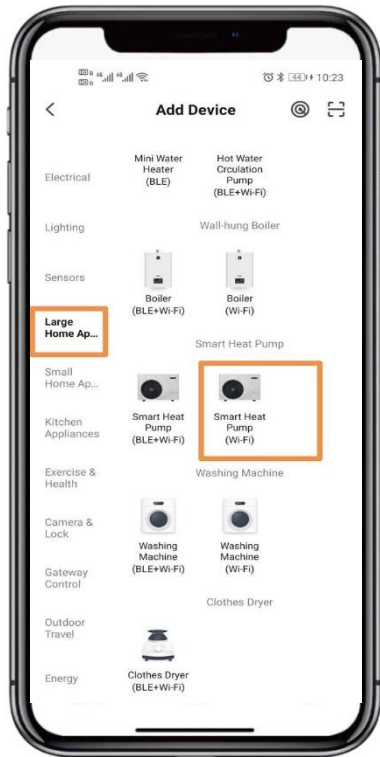 10:23
Add Device
Electrical
Mini Water
Heater
(BLE)
Hot Water
Crculation
Pump
(BLE+Wi-Fi)
Lighting
Wall-hung Boiler
Sensors
Boiler
(BLE+Wi-Fi)
Boiler
(Wi-Fi)
Large
Home Ap...
Smart Heat Pump
Small
Home Ap...
Smart Heat
Pump
(BLE+Wi-Fi)
Smart Heat
Pump
(Wi-Fi)
Kitchen
Appliances
Exercise &
Health
Washing Machine
Camera &
Lock
Washing
Machine
(BLE+Wi-Fi)
Washing
Machine
(Wi-Fi)
Gateway
Control
Clothes Dryer
Outdoor
Travel
Energy
Clothes Dryer
(BLE+Wi-Fi)